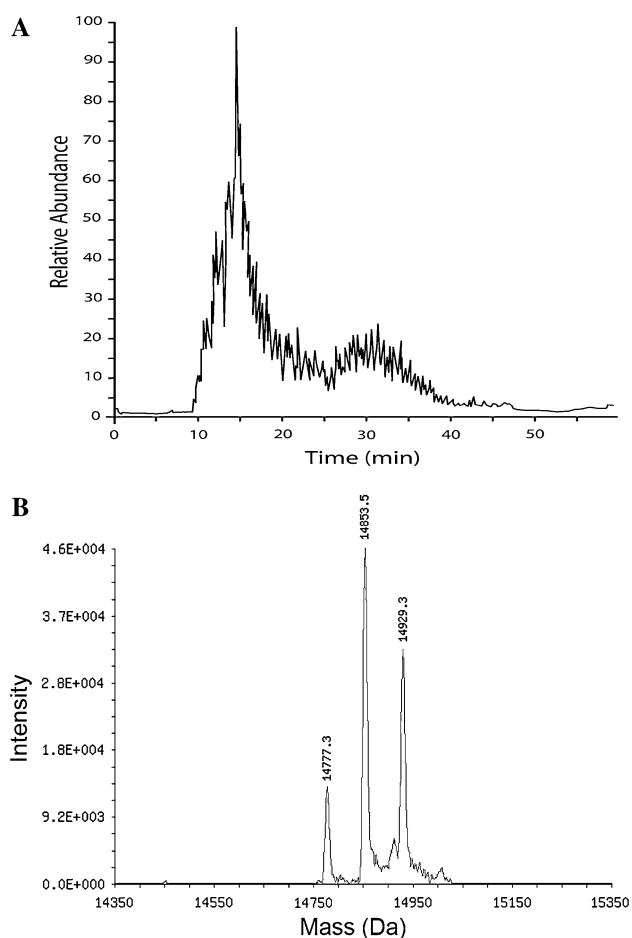 A
Relative Abundance
100
90
80
70
60
50
40
30
20
10
0
0 10 20 30 40 50
Time (min)
B
Intensity
4.6E+004
3.7E+004
2.8E+004
1.8E+004
9.2E+003
0.0E+000
14777.3
14853.5
14929.3
14350 14550 14750 14950 15150 15350
Mass (Da)